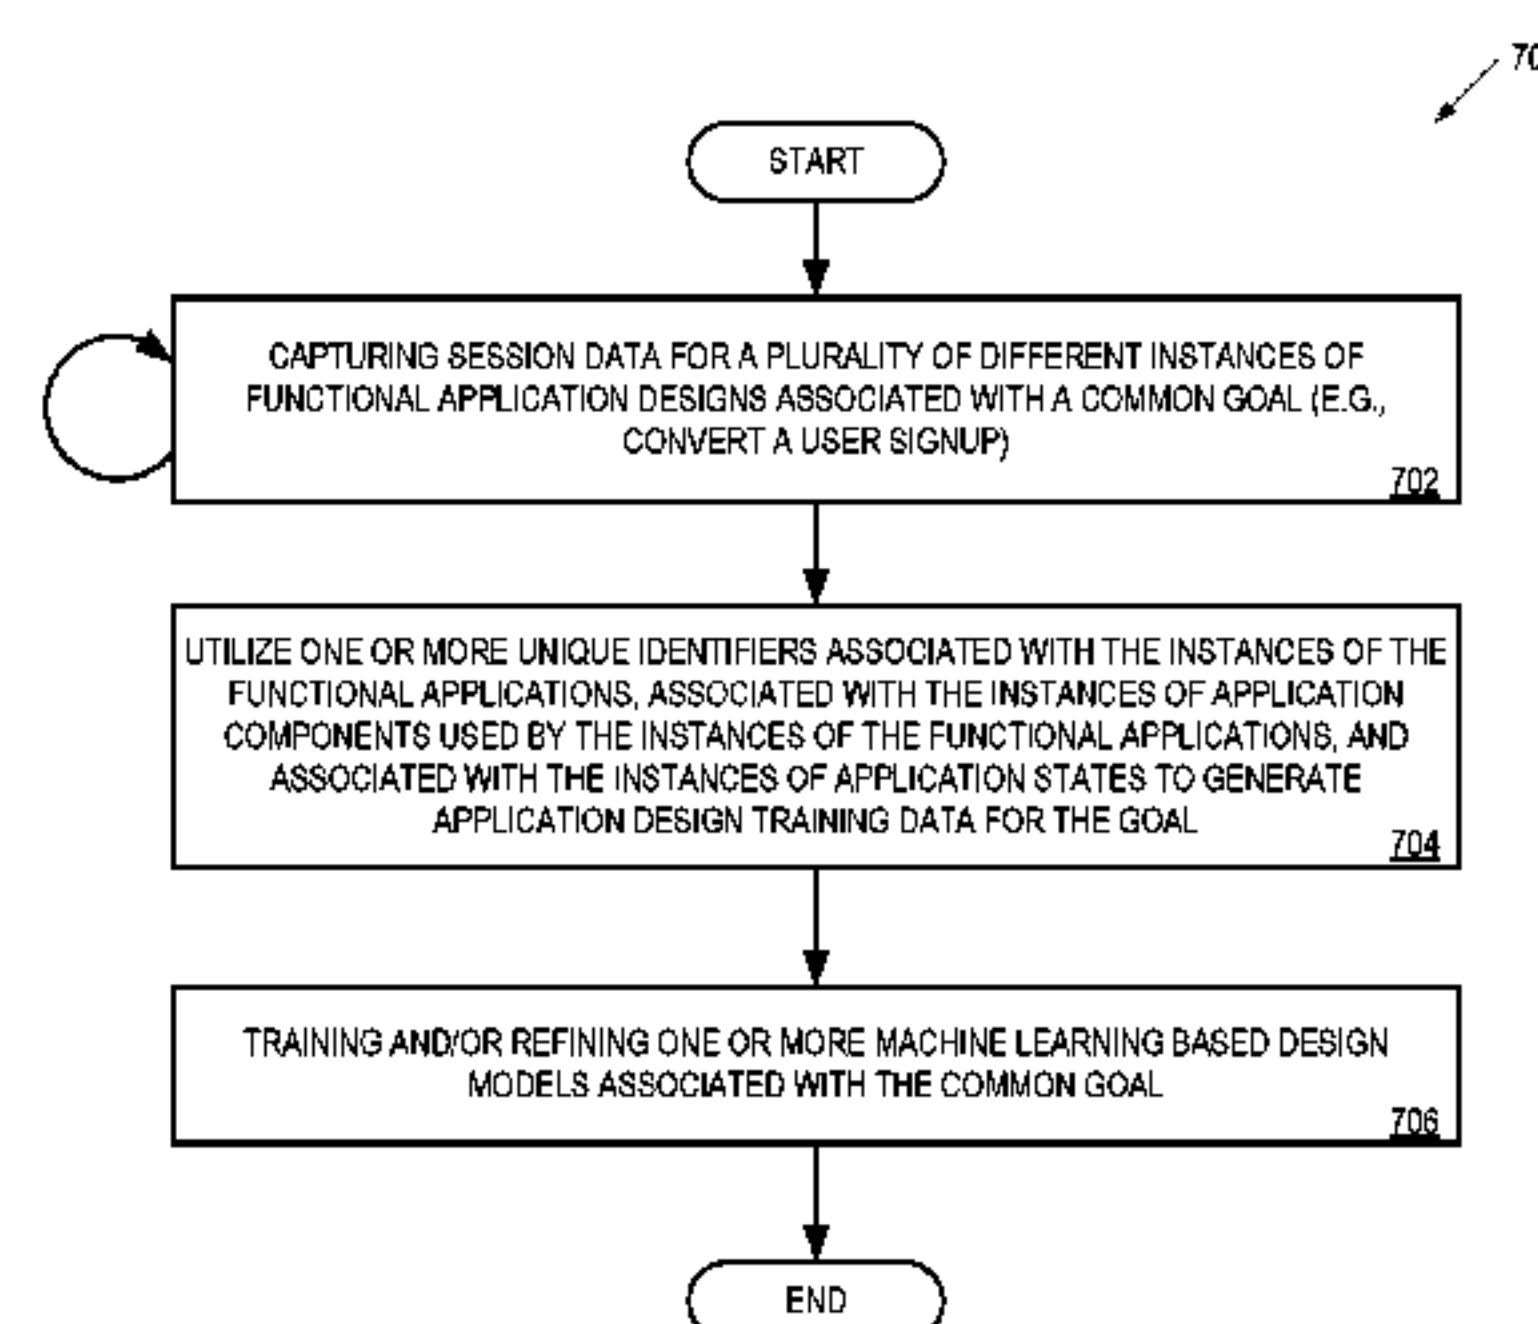 70
START
CAPTURING SESSION DATA FOR A PLURALITY OF DIFFERENT INSTANCES OF
FUNCTIONAL APPLICATION DESIGNS ASSOCIATED WITH A COMMON GOAL (E.G.,
CONVERT A USER SIGNUP)
702
UTILIZE ONE OR MORE UNIQUE IDENTIFIERS ASSOCIATED WITH THE INSTANCES OF THE
FUNCTIONAL APPLICATIONS, ASSOCIATED WITH THE INSTANCES OF APPLICATION
COMPONENTS USED BY THE INSTANCES OF THE FUNCTIONAL APPLICATIONS, AND
ASSOCIATED WITH THE INSTANCES OF APPLICATION STATES TO GENERATE
APPLICATION DESIGN TRAINING DATA FOR THE GOAL
704
TRAINING AND/OR REFINING ONE OR MORE MACHINE LEARNING BASED DESIGN
MODELS ASSOCIATED WITH THE COMMON GOAL
706
END